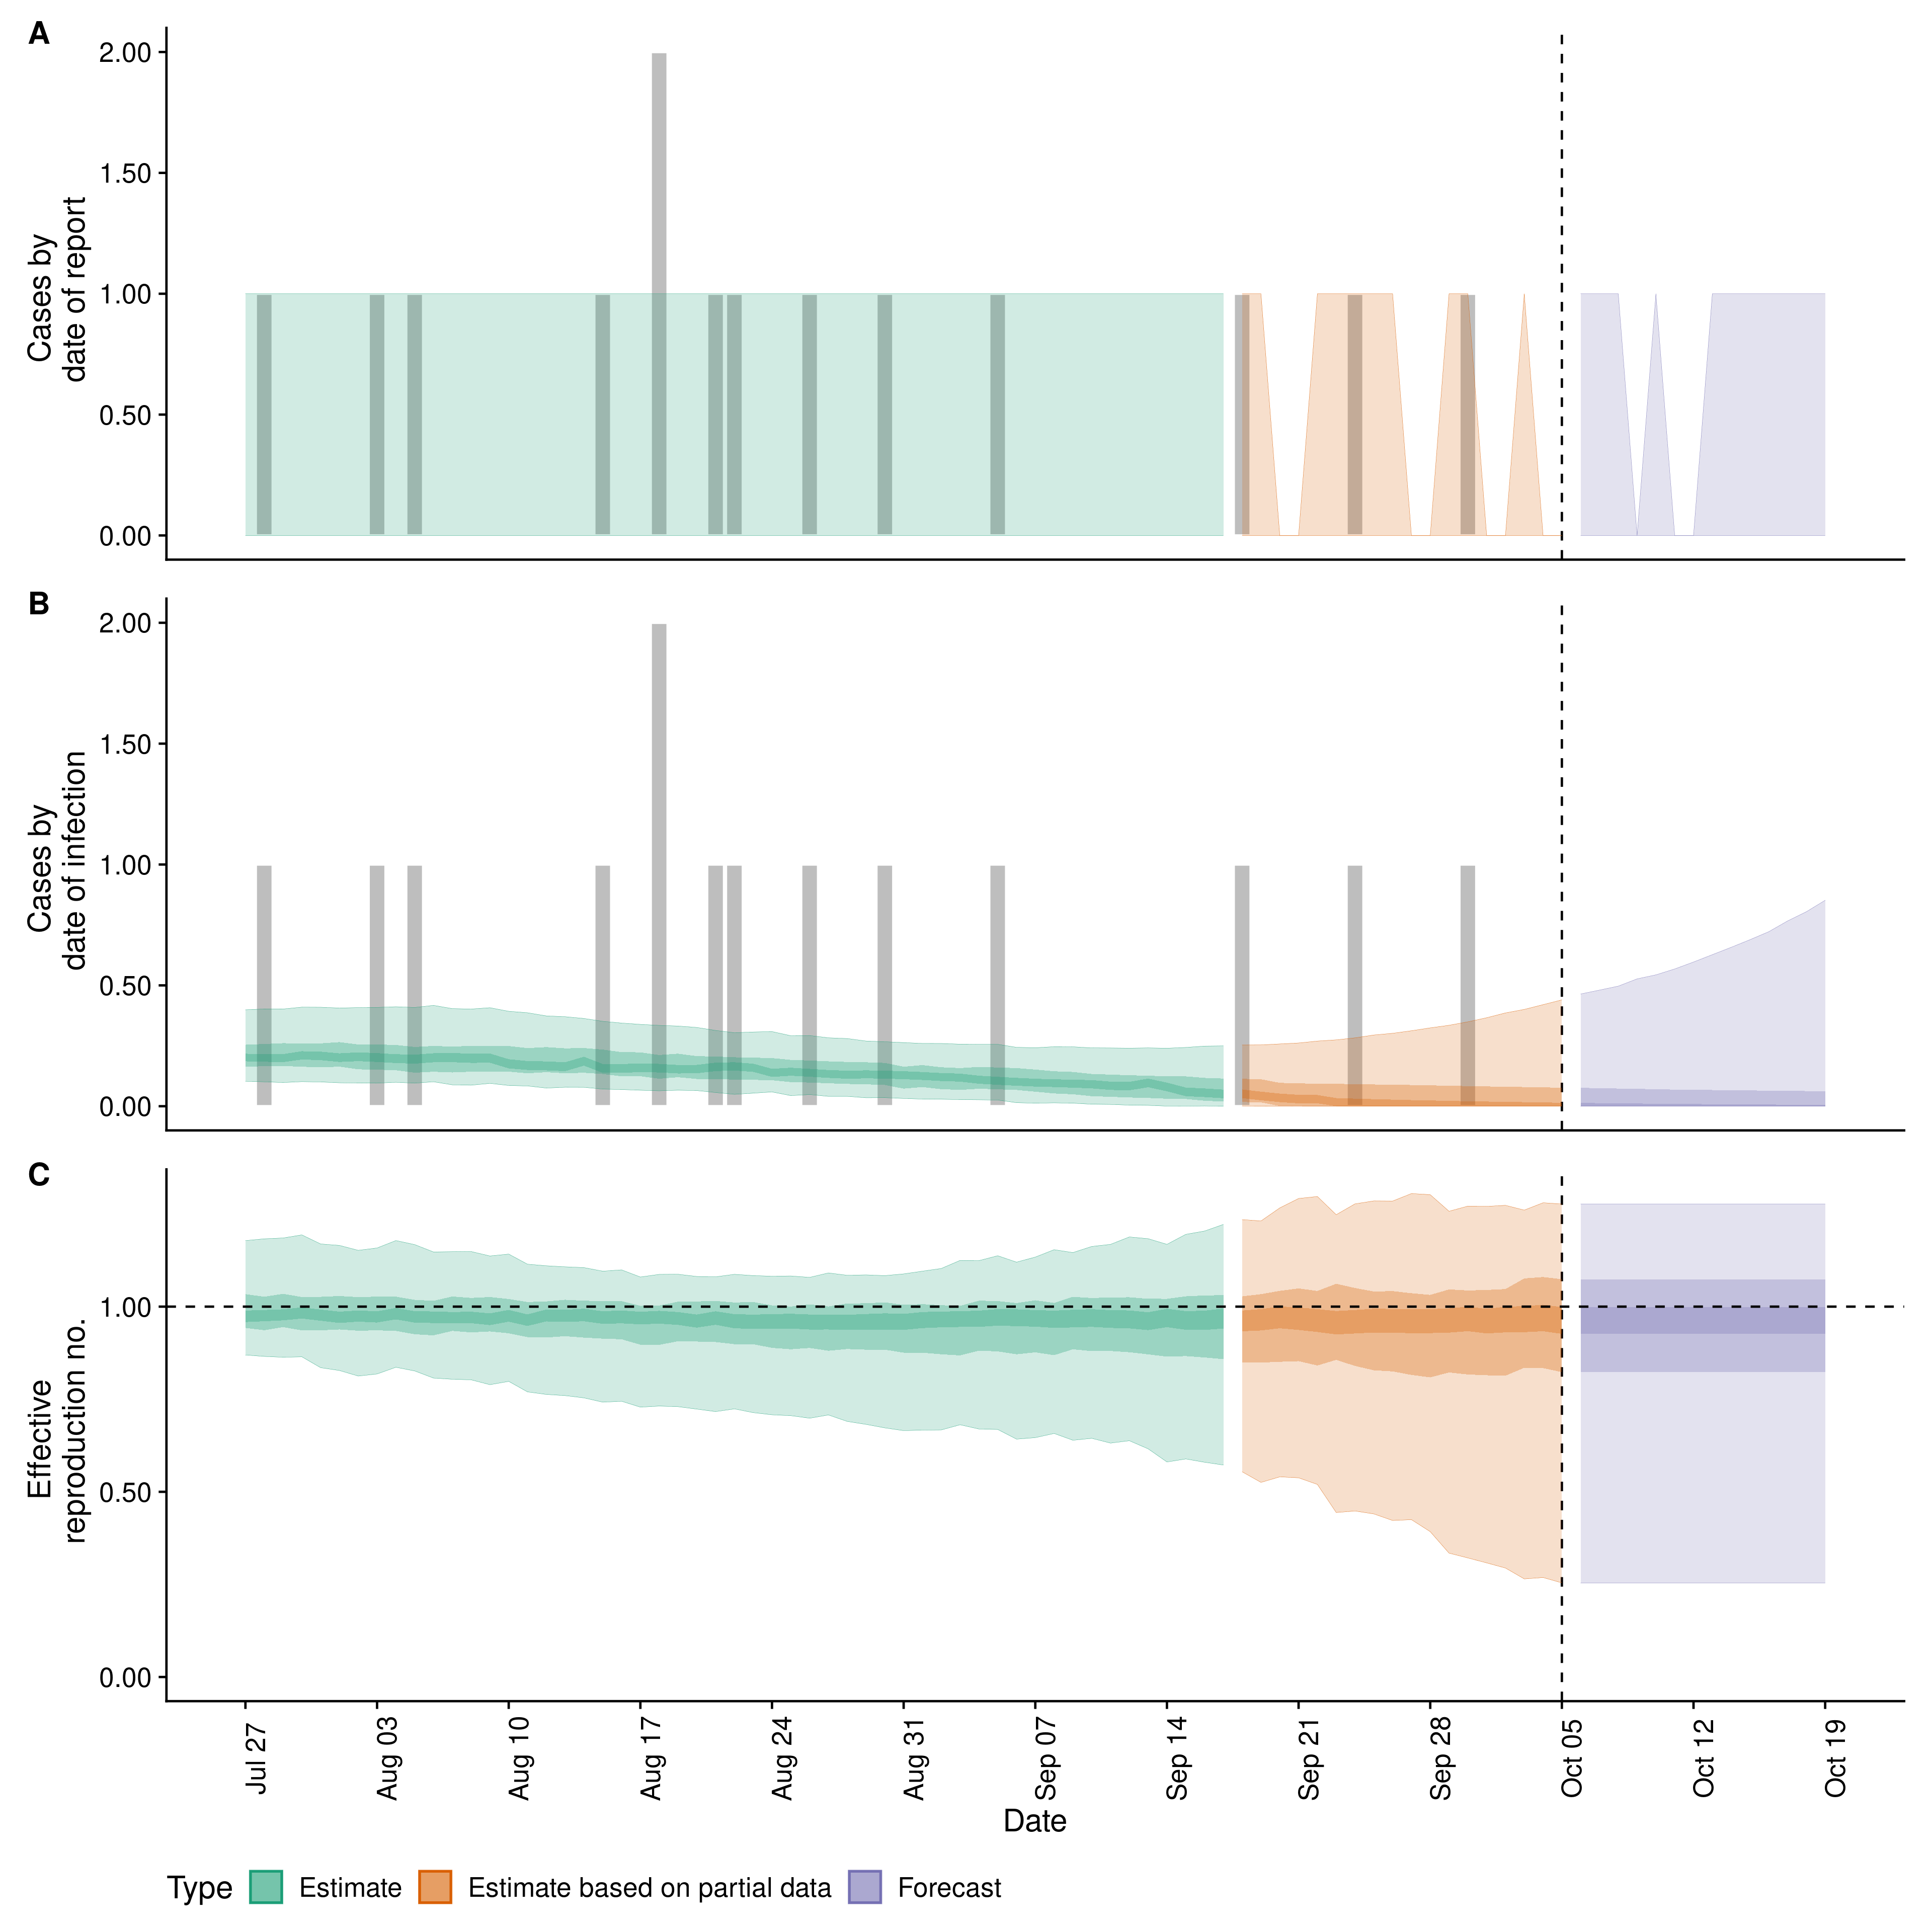 A
2.00
1.50
1.00
0.50
0.00
Cases by
date of report
B
2.00
1.50
1.00
0.50
0.00
Cases by
date of infection
C
1.00
0.50
0.00
Effective
reproduction no.
Jul 27
Aug 03
Aug 10
Aug 17
Aug 24
Aug 31
Sep 07
Sep 14
Sep 21
Sep 28
Oct 05
Oct 12
Oct 19
Date
Type
Estimate
Estimate based on partial data
Forecast